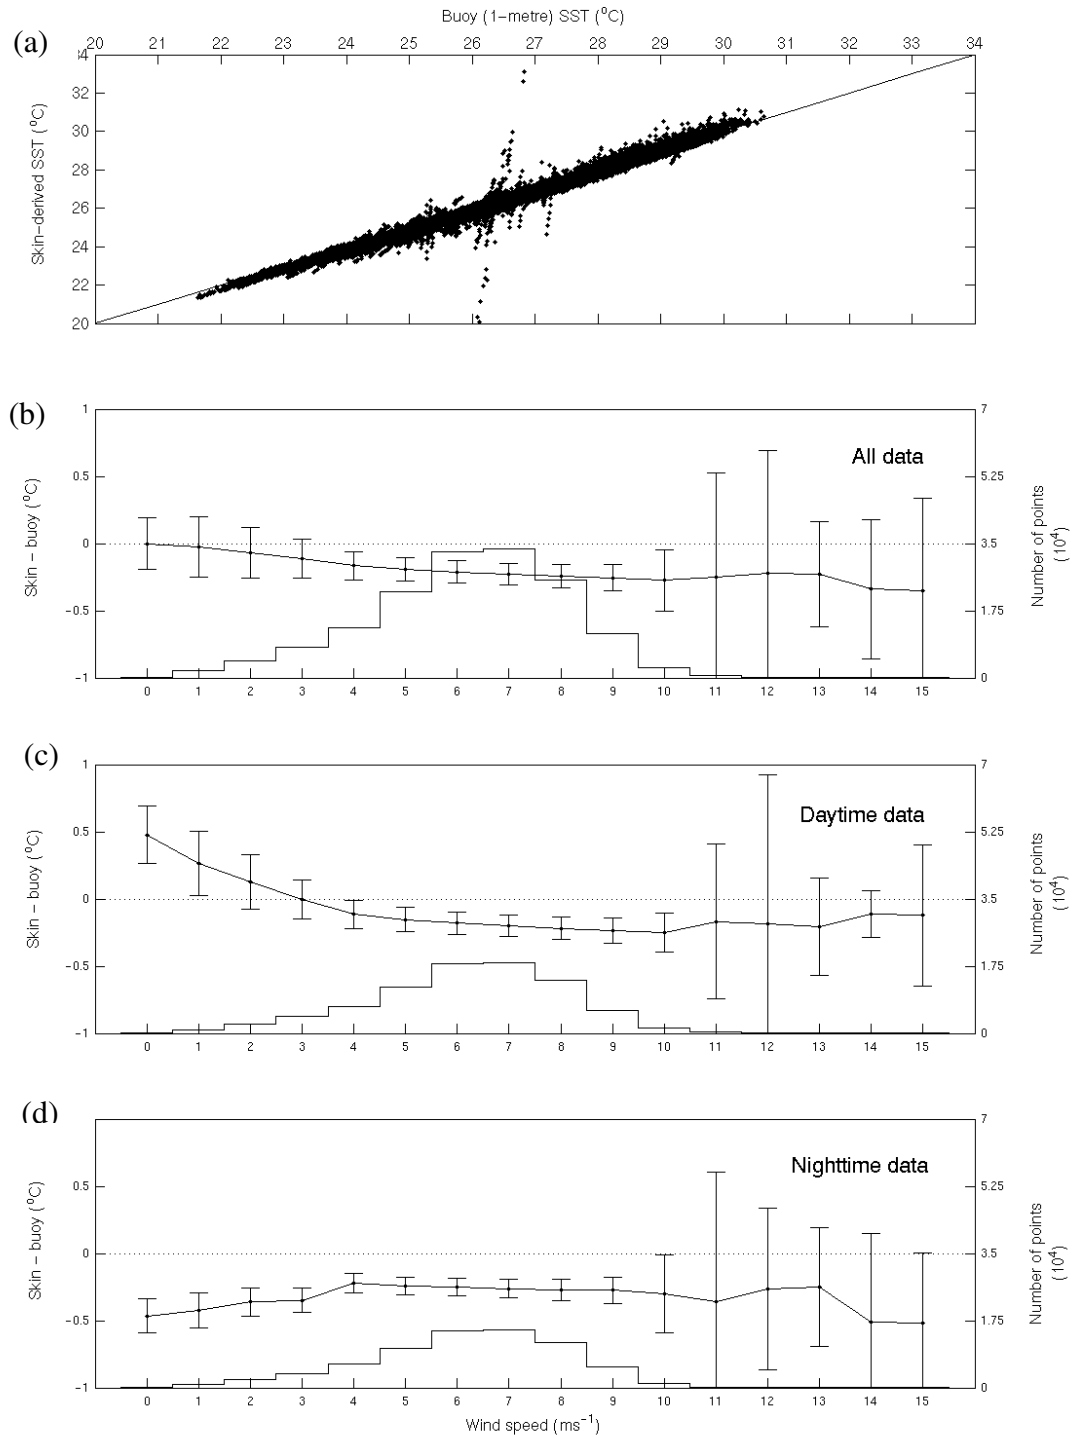 Buoy (1-metre) SST (°C)
(a)
20 21 22 23 24 25 26 27 28 29 30 31 32 33 34
34
32
30
28
26
24
22
20
Skin-derived SST (°C)
(b)
1
0.5
0
-0.5
-1
Skin - buoy (°C)
All data
7
5.25
3.5
1.75
0
Number of points
(10⁴)
0 1 2 3 4 5 6 7 8 9 10 11 12 13 14 15
(c)
1
0.5
0
-0.5
-1
Skin - buoy (°C)
Daytime data
7
5.25
3.5
1.75
0
Number of points
(10⁴)
0 1 2 3 4 5 6 7 8 9 10 11 12 13 14 15
(d)
0.5
0
-0.5
-1
Skin - buoy (°C)
Nighttime data
7
5.25
3.5
1.75
0
Number of points
(10⁴)
0 1 2 3 4 5 6 7 8 9 10 11 12 13 14 15
Wind speed (ms⁻¹)